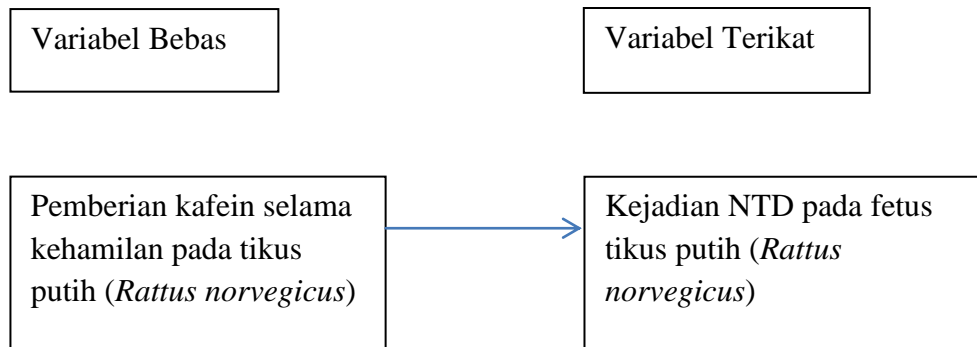 Variabel Bebas
Variabel Terikat
Pemberian kafein selama
kehamilan pada tikus
putih (Rattus norvegicus)
Kejadian NTD pada fetus
tikus putih (Rattus
norvegicus)